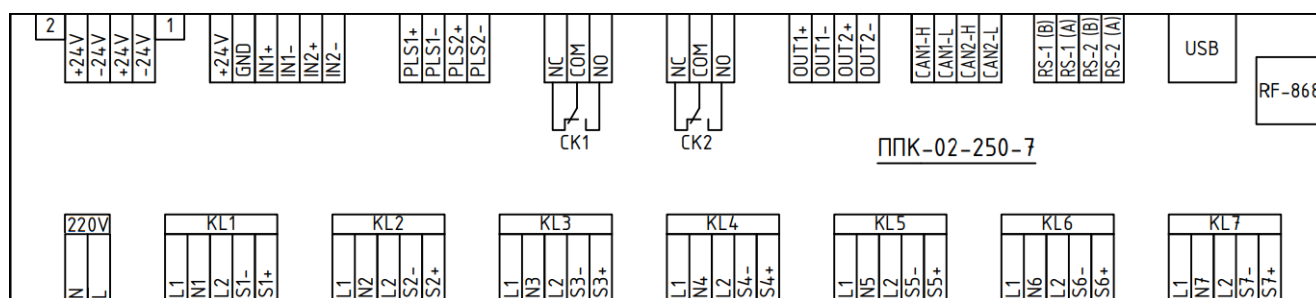 2 +24V -24V +24V -24V 1
+24V GND IN1+ IN1- IN2+ IN2-
PLS1+ PLS1- PLS2+ PLS2-
NC COM NO
NC COM NO
OUT1+ OUT1- OUT2+ OUT2-
CAN1-H CAN1-L CAN2-H CAN2-L
RS-1 (B) RS-1 (A) RS-2 (B) RS-2 (A)
USB
RF-868
CK1
CK2
ППК-02-250-7
220V
N L
KL1
L1 N1 L2 S1- S1+
KL2
L1 N2 L2 S2- S2+
KL3
L1 N3 L2 S3- S3+
KL4
L1 N4 L2 S4- S4+
KL5
L1 N5 L2 S5- S5+
KL6
L1 N6 L2 S6- S6+
KL7
L1 N7 L2 S7- S7+